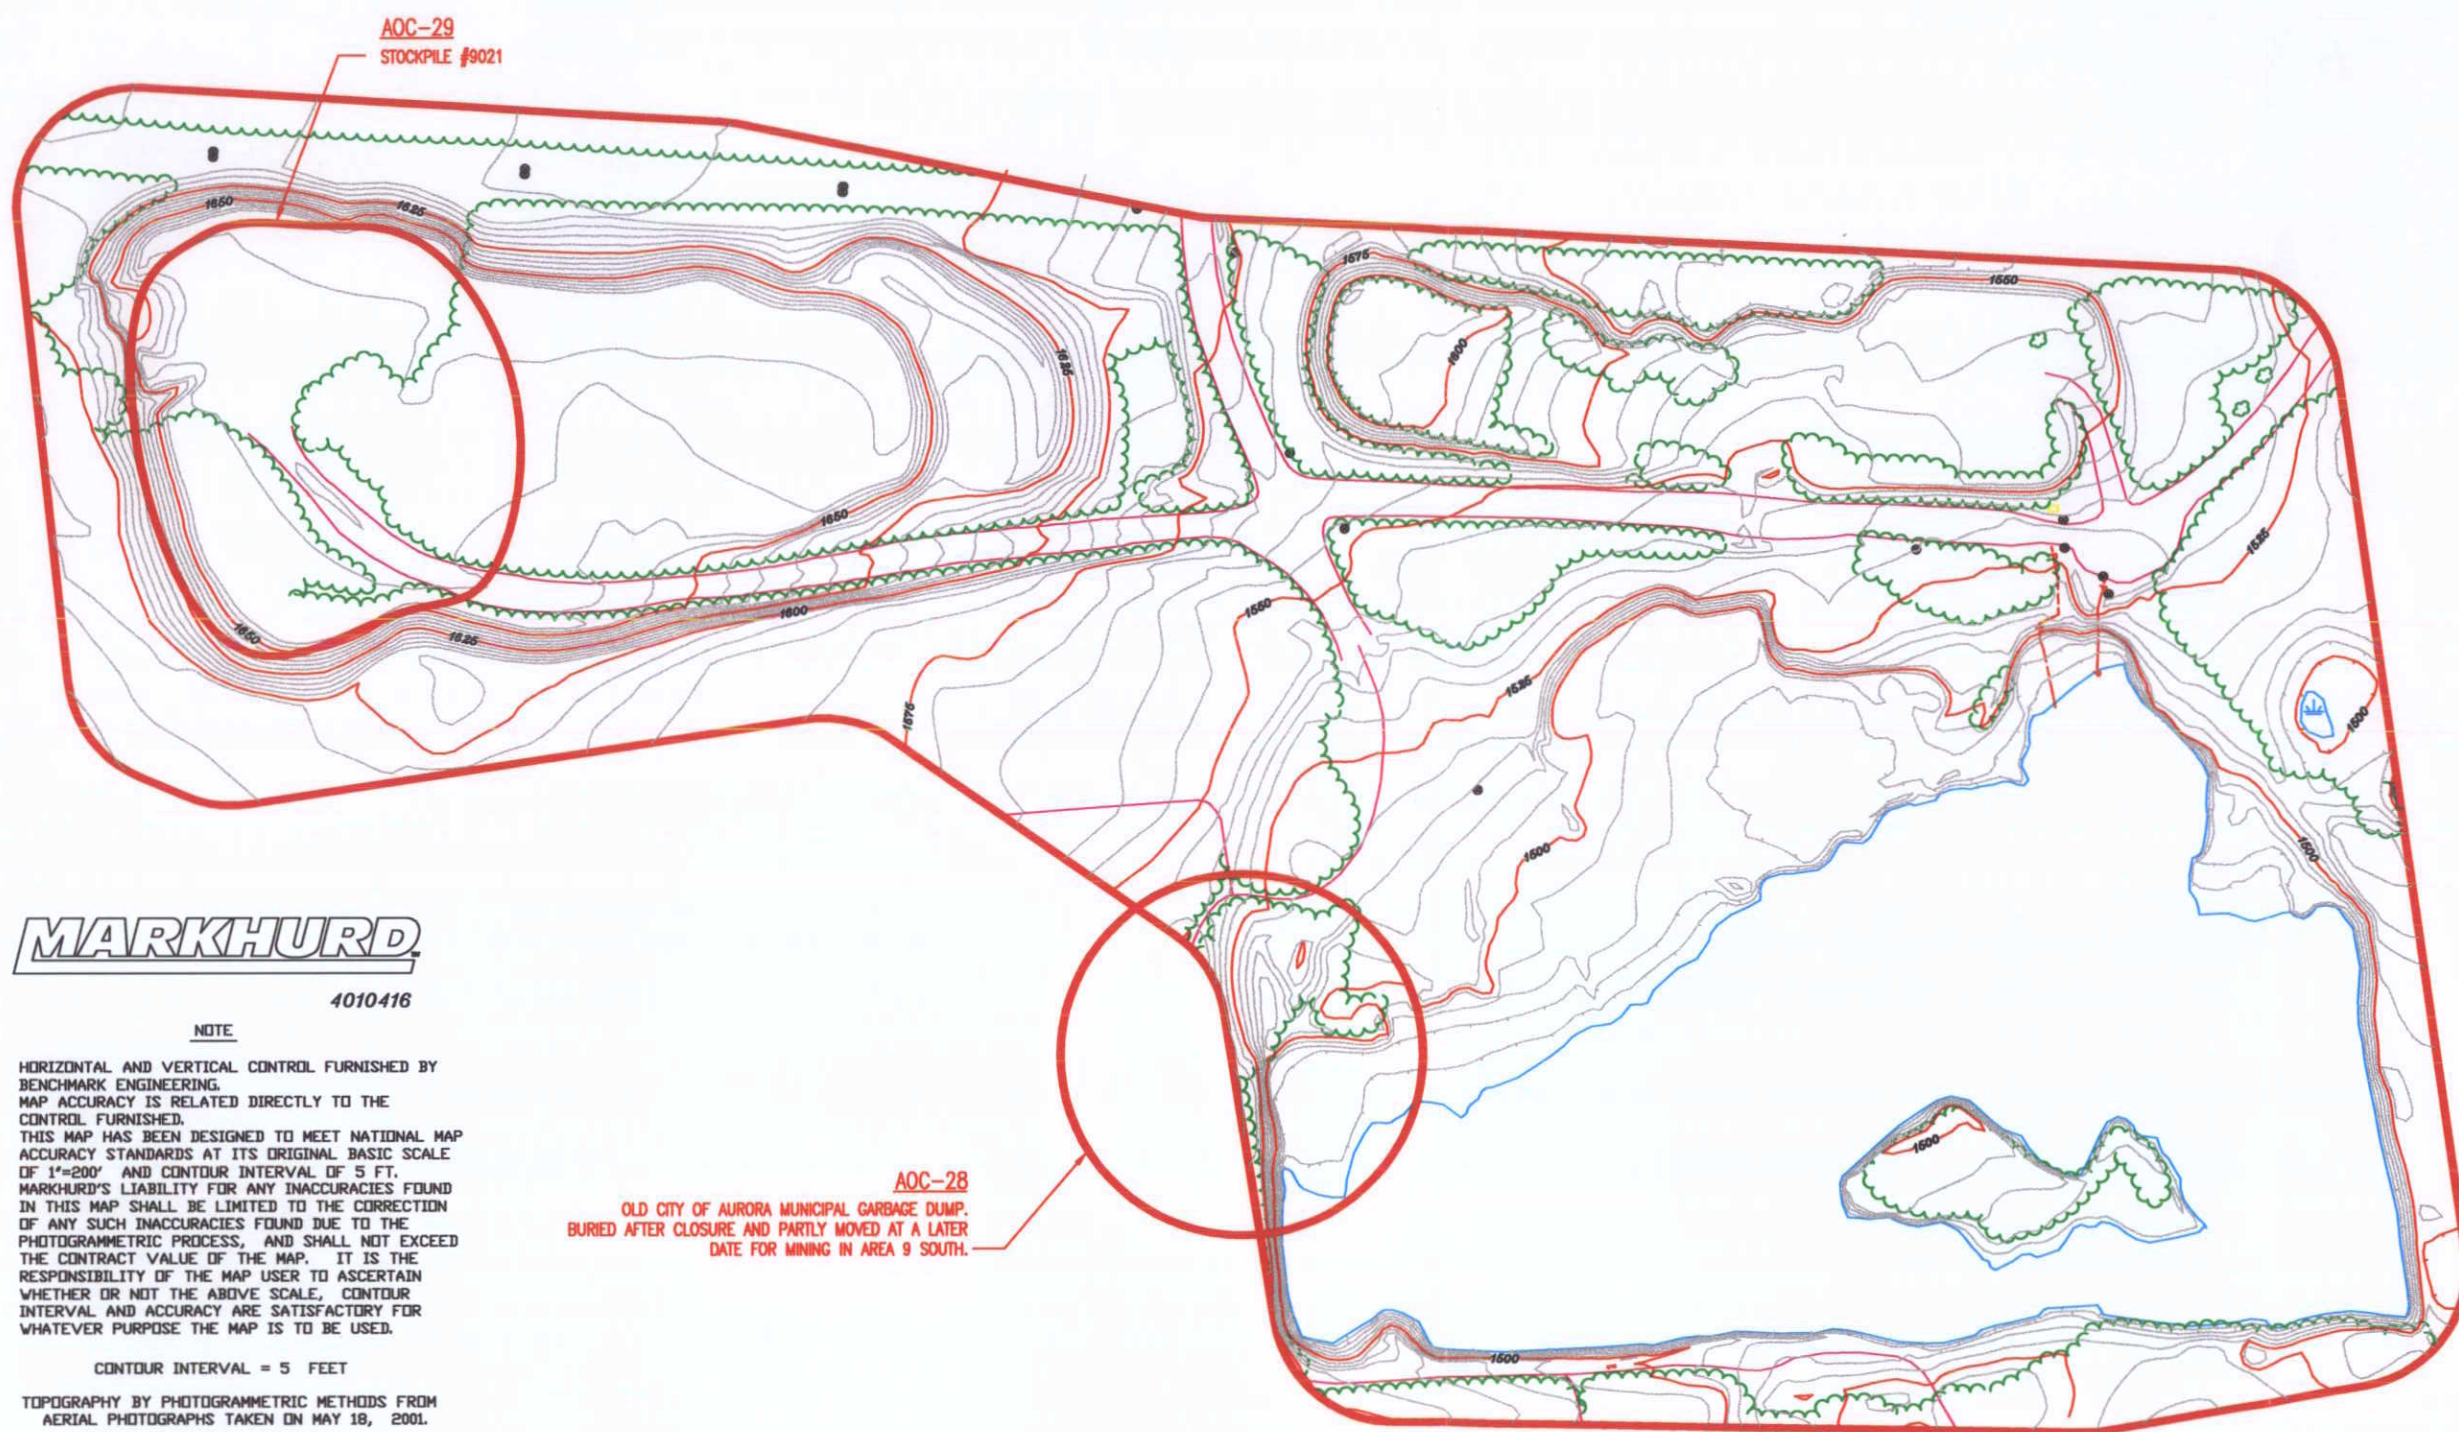 AOC-29
STOCKPILE #9021
1650
1625
1575
1550
1600
1625
1650
1525
1550
1600
1650
1625
1525
1575
1500
1500
1500
MARKHURD
4010416
NOTE
HORIZONTAL AND VERTICAL CONTROL FURNISHED BY
BENCHMARK ENGINEERING.
MAP ACCURACY IS RELATED DIRECTLY TO THE
CONTROL FURNISHED.
THIS MAP HAS BEEN DESIGNED TO MEET NATIONAL MAP
ACCURACY STANDARDS AT ITS ORIGINAL BASIC SCALE
OF 1"=200' AND CONTOUR INTERVAL OF 5 FT.
MARKHURD'S LIABILITY FOR ANY INACCURACIES FOUND
IN THIS MAP SHALL BE LIMITED TO THE CORRECTION
OF ANY SUCH INACCURACIES FOUND DUE TO THE
PHOTOGRAMMETRIC PROCESS, AND SHALL NOT EXCEED
THE CONTRACT VALUE OF THE MAP. IT IS THE
RESPONSIBILITY OF THE MAP USER TO ASCERTAIN
WHETHER OR NOT THE ABOVE SCALE, CONTOUR
INTERVAL AND ACCURACY ARE SATISFACTORY FOR
WHATEVER PURPOSE THE MAP IS TO BE USED.
CONTOUR INTERVAL = 5 FEET
TOPOGRAPHY BY PHOTOGRAMMETRIC METHODS FROM
AERIAL PHOTOGRAPHS TAKEN ON MAY 18, 2001.
AOC-28
OLD CITY OF AURORA MUNICIPAL GARBAGE DUMP.
BURIED AFTER CLOSURE AND PARTLY MOVED AT A LATER
DATE FOR MINING IN AREA 9 SOUTH.
1500
1500